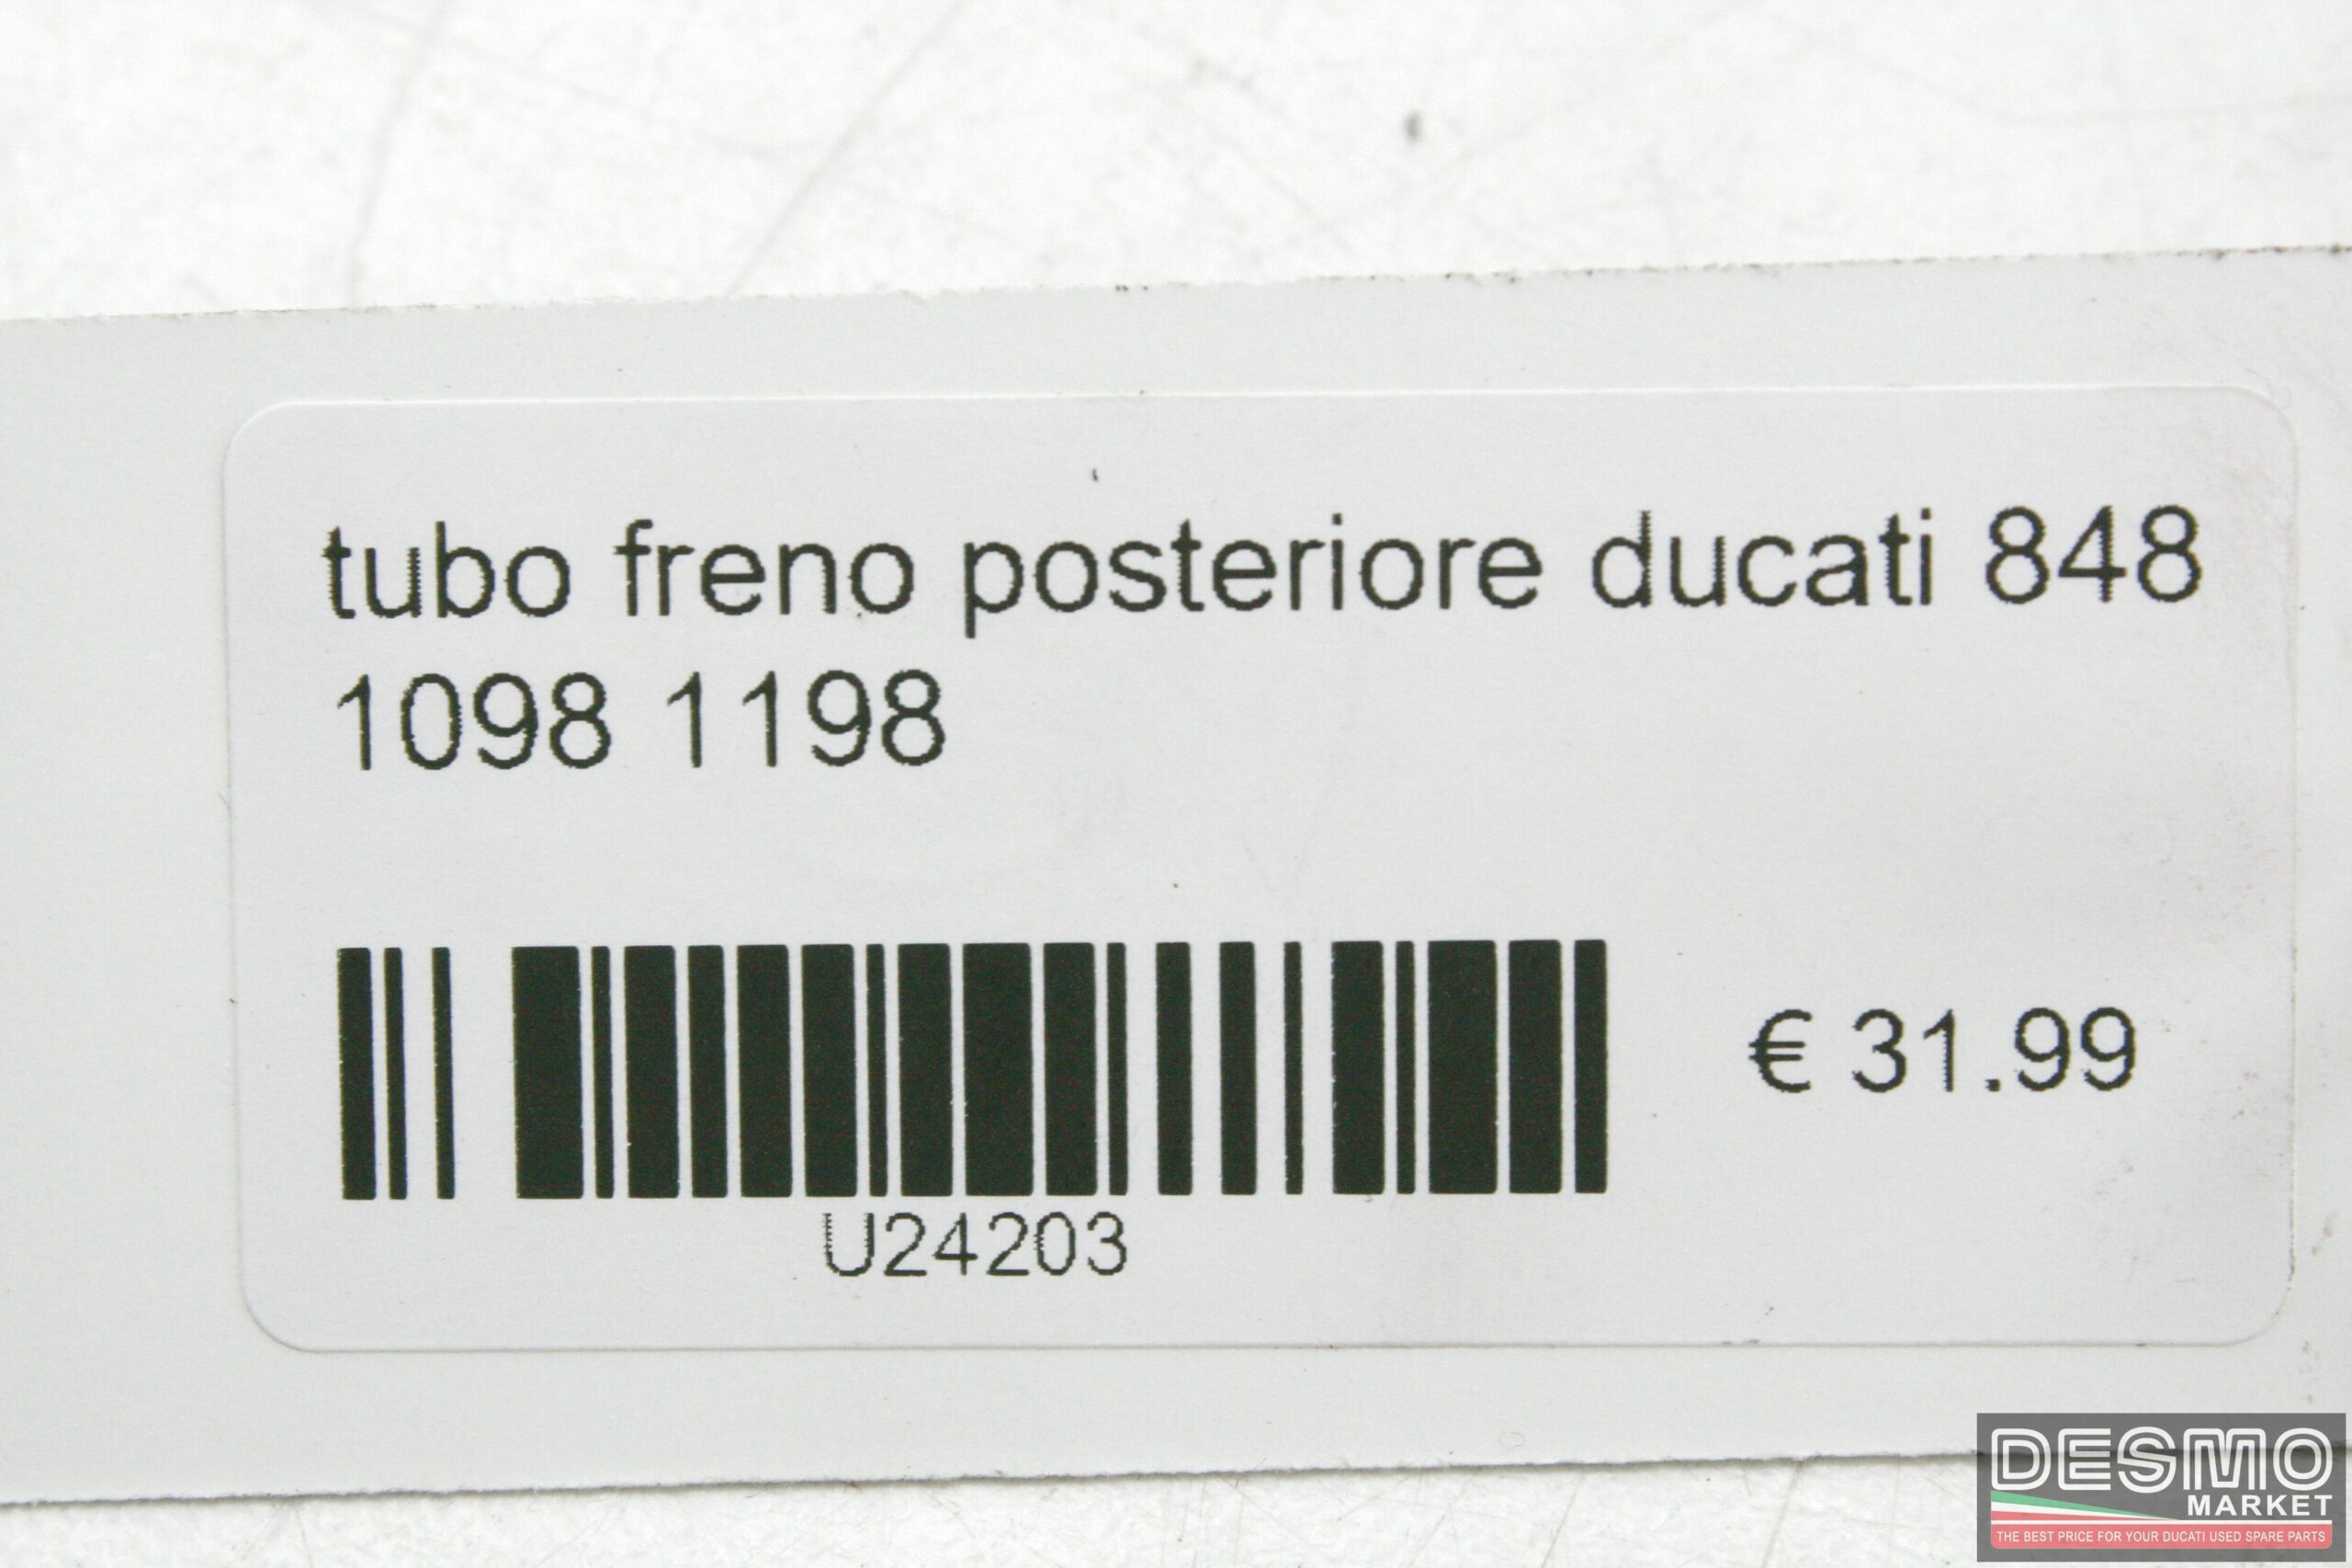 tubo freno posteriore ducati 848
1098 1198
€ 31.99
U24203
DESMO
MARKET
THE BEST PRICE FOR YOUR DUCATI USED SPARE PARTS